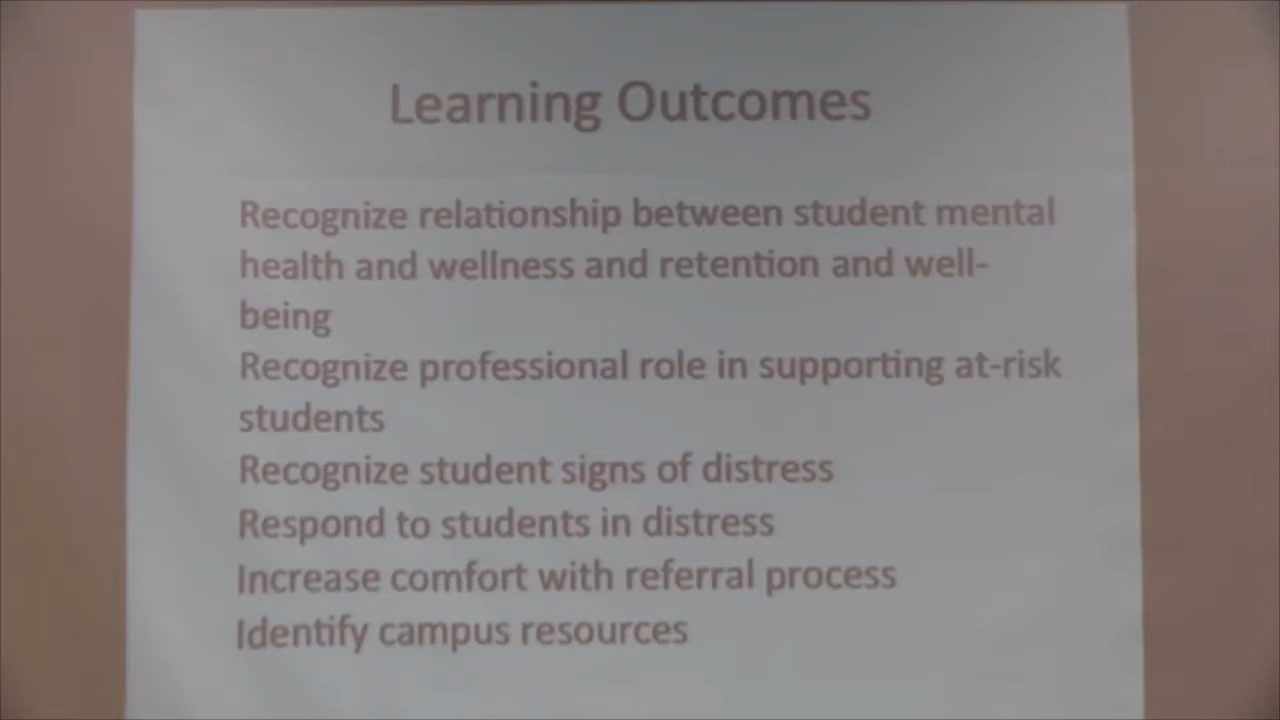 Learning Outcomes
Recognize relationship between student mental
health and wellness and retention and well-
being
Recognize professional role in supporting at-risk
students
Recognize student signs of distress
Respond to students in distress
Increase comfort with referral process
Identify campus resources